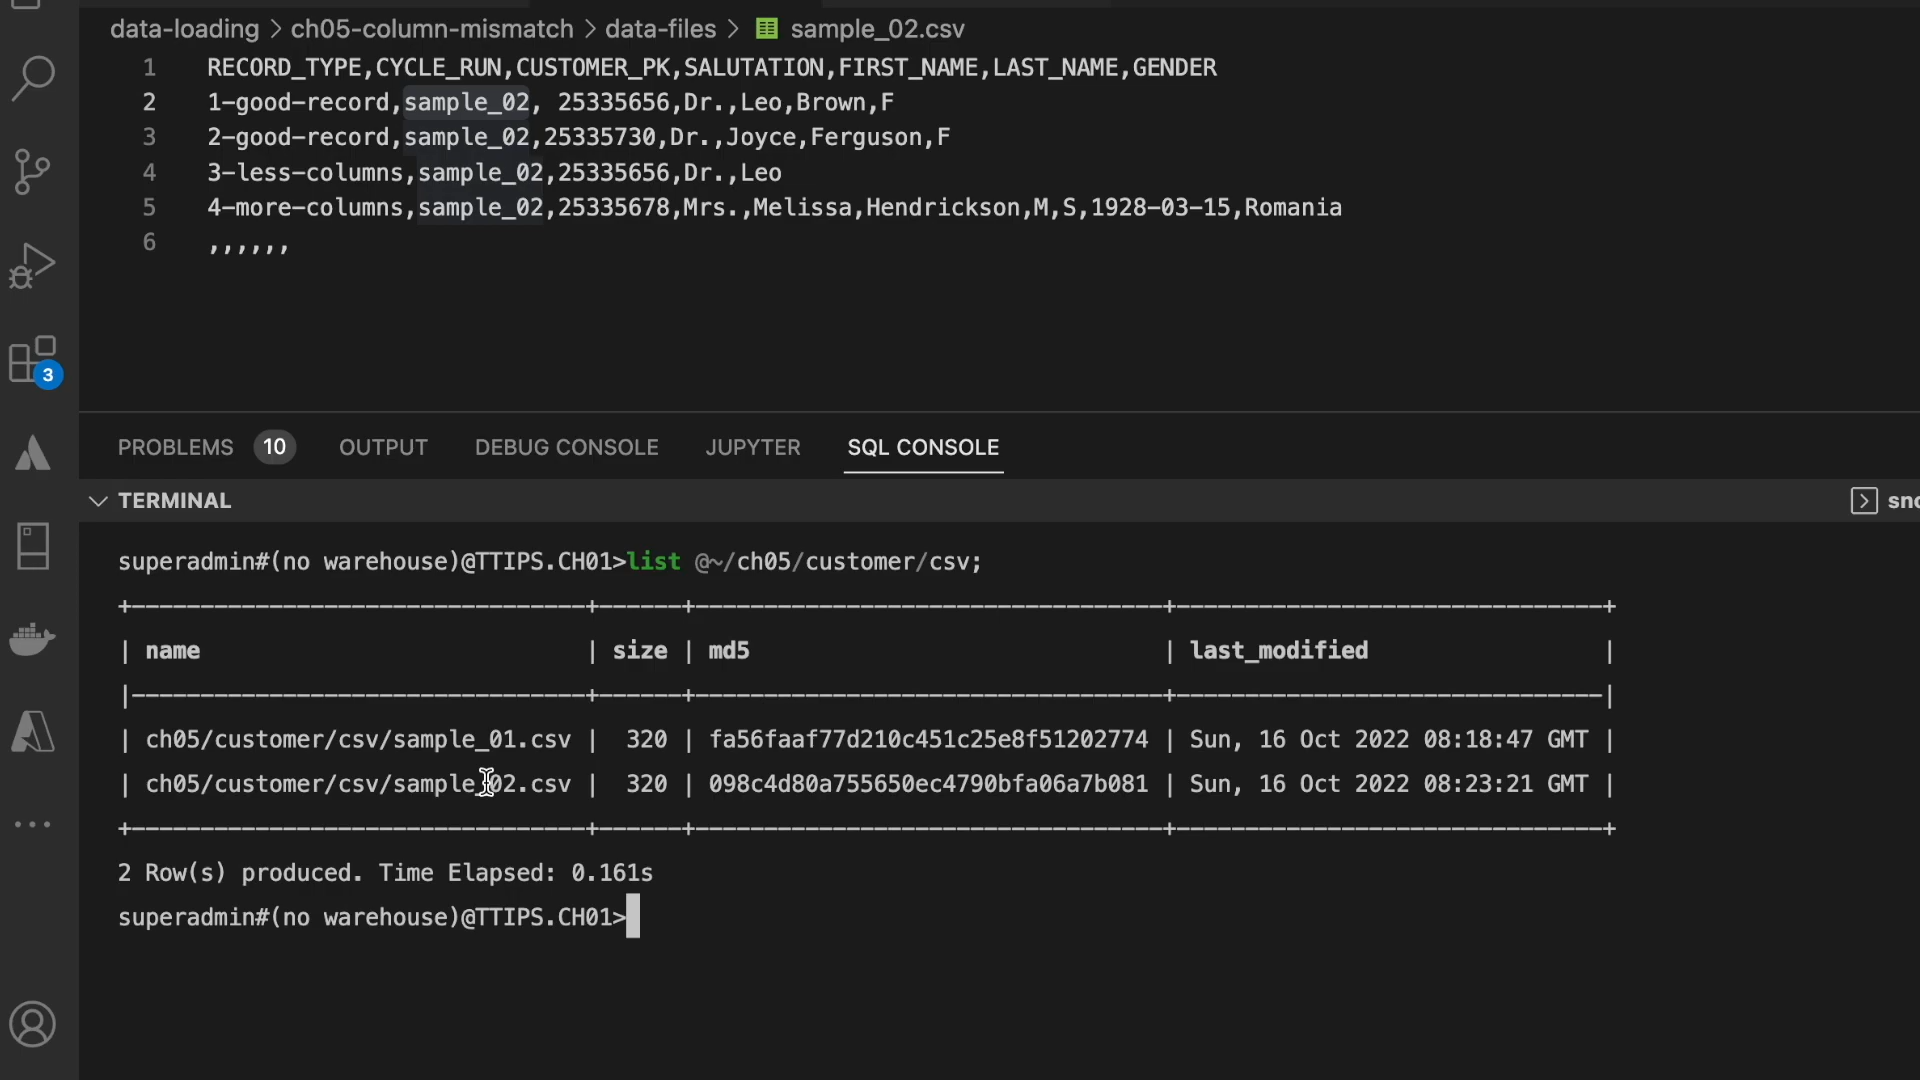 data-loading > ch05-column-mismatch > data-files > sample_02.csv
1 RECORD_TYPE,CYCLE_RUN,CUSTOMER_PK,SALUTATION,FIRST_NAME,LAST_NAME,GENDER
2 1-good-record,sample_02, 25335656,Dr.,Leo,Brown,F
3 2-good-record,sample_02,25335730,Dr.,Joyce,Ferguson,F
4 3-less-columns,sample_02,25335656,Dr.,Leo
5 4-more-columns,sample_02,25335678,Mrs.,Melissa,Hendrickson,M,S,1928-03-15,Romania
6 ,,,,,,
3
PROBLEMS 10 OUTPUT DEBUG CONSOLE JUPYTER SQL CONSOLE
TERMINAL sno
superadmin#(no warehouse)@TTIPS.CH01>list @~/ch05/customer/csv;
| name | size | md5 | last_modified |
| ch05/customer/csv/sample_01.csv | 320 | fa56faaf77d210c451c25e8f51202774 | Sun, 16 Oct 2022 08:18:47 GMT |
| ch05/customer/csv/sample_02.csv | 320 | 098c4d80a755650ec4790bfa06a7b081 | Sun, 16 Oct 2022 08:23:21 GMT |
2 Row(s) produced. Time Elapsed: 0.161s
superadmin#(no warehouse)@TTIPS.CH01>